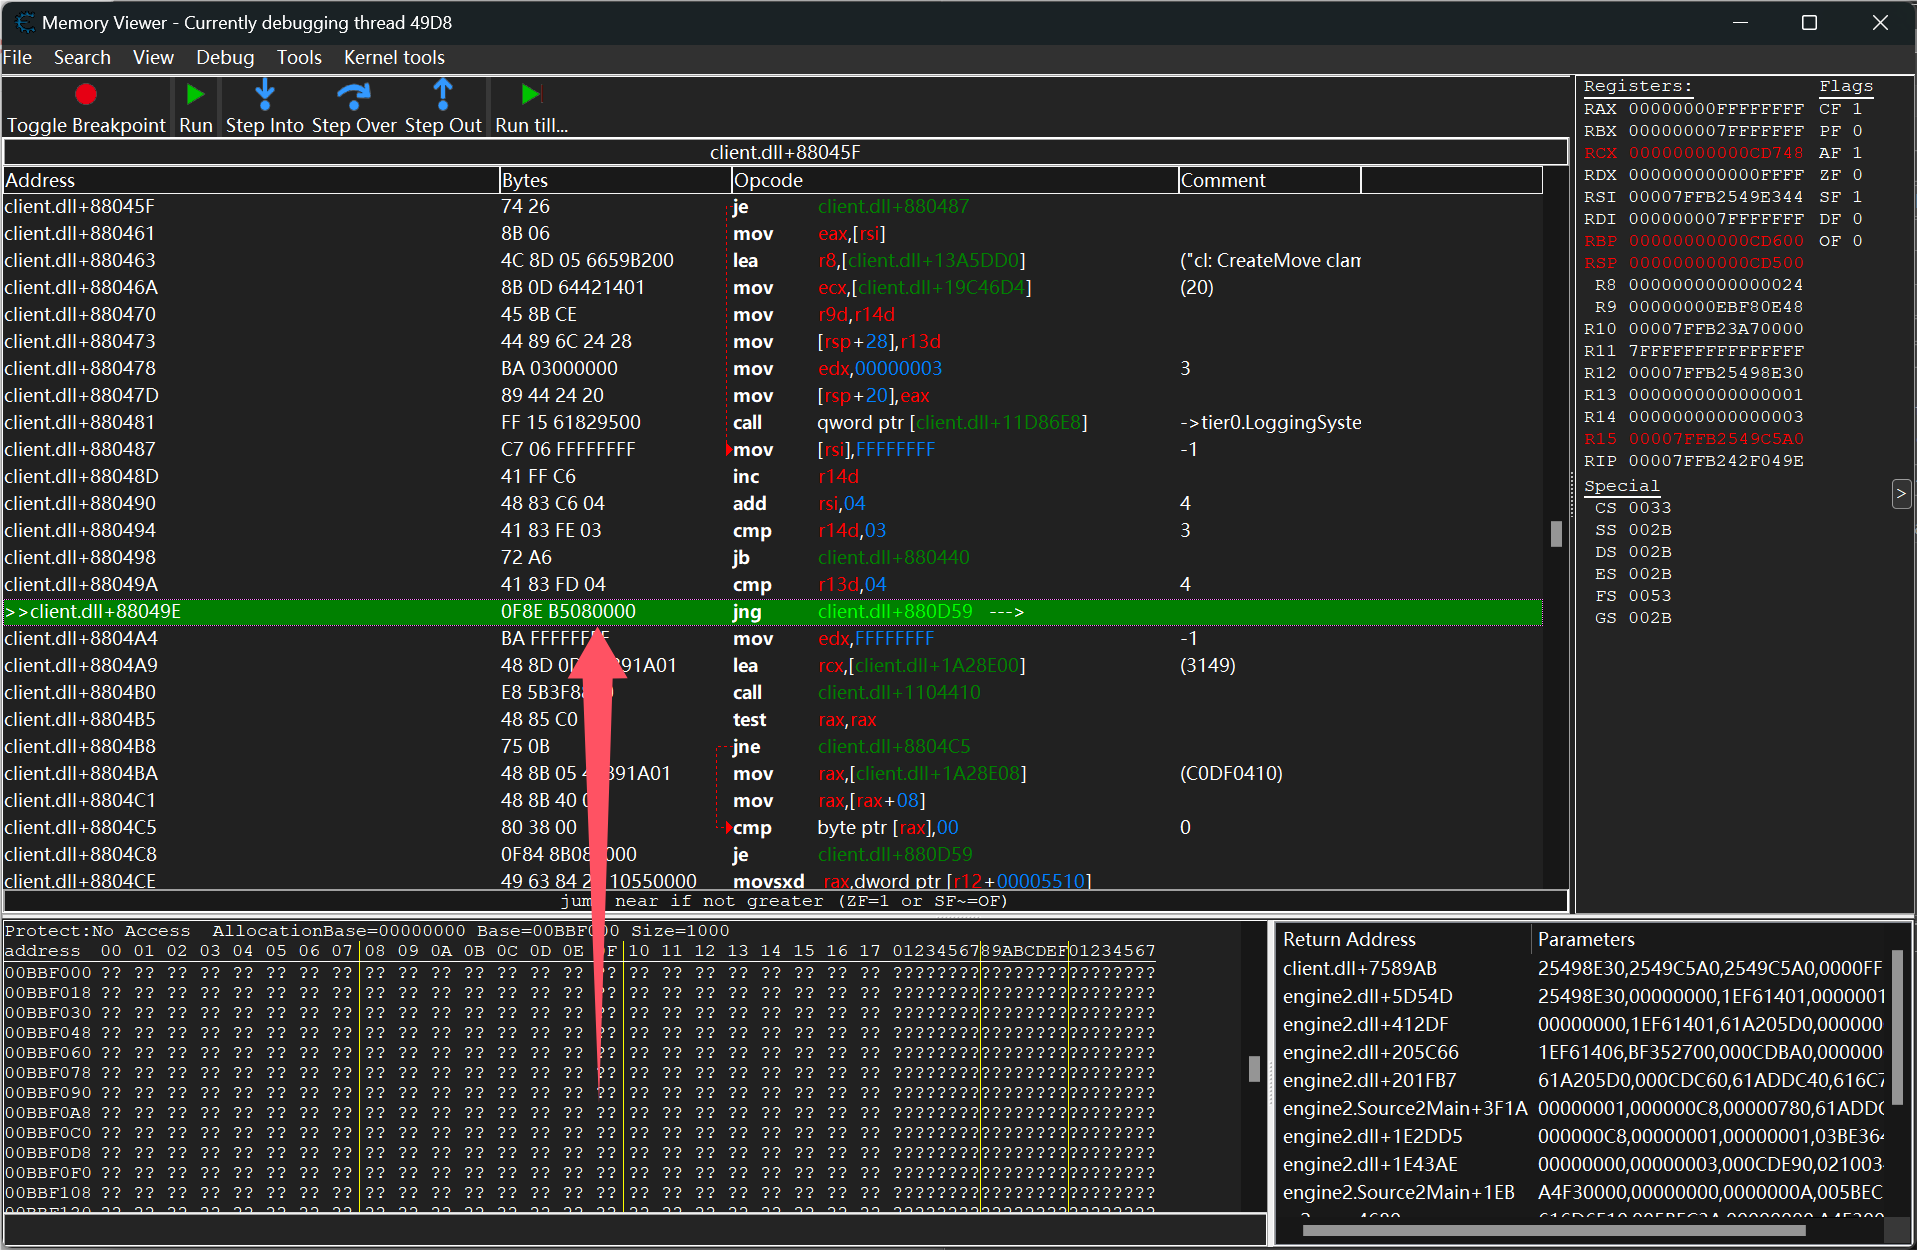 Memory Viewer - Currently debugging thread 49D8
File Search View Debug Tools Kernel tools
Toggle Breakpoint Run Step Into Step Over Step Out Run till...
client.dll+88045F
Address Bytes Opcode Comment
client.dll+88045F 74 26 je client.dll+880487
client.dll+880461 8B 06 mov eax,[rsi]
client.dll+880463 4C 8D 05 6659B200 lea r8,[client.dll+13A5DD0] ("cl: CreateMove clam
client.dll+88046A 8B 0D 64421401 mov ecx,[client.dll+19C46D4] (20)
client.dll+880470 45 8B CE mov r9d,r14d
client.dll+880473 44 89 6C 24 28 mov [rsp+28],r13d
client.dll+880478 BA 03000000 mov edx,00000003 3
client.dll+88047D 89 44 24 20 mov [rsp+20],eax
client.dll+880481 FF 15 61829500 call qword ptr [client.dll+11D86E8] ->tier0.LoggingSyste
client.dll+880487 C7 06 FFFFFFFF mov [rsi],FFFFFFFF -1
client.dll+88048D 41 FF C6 inc r14d
client.dll+880490 48 83 C6 04 add rsi,04 4
client.dll+880494 41 83 FE 03 cmp r14d,03 3
client.dll+880498 72 A6 jb client.dll+880440
client.dll+88049A 41 83 FD 04 cmp r13d,04 4
>>client.dll+88049E 0F8E B5080000 jng client.dll+880D59 --->
client.dll+8804A4 BA FFFFFFFF mov edx,FFFFFFFF -1
client.dll+8804A9 48 8D 0D 891A01 lea rcx,[client.dll+1A28E00] (3149)
client.dll+8804B0 E8 5B3F8 call client.dll+1104410
client.dll+8804B5 48 85 C0 test rax,rax
client.dll+8804B8 75 0B jne client.dll+8804C5
client.dll+8804BA 48 8B 05 891A01 mov rax,[client.dll+1A28E08] (C0DF0410)
client.dll+8804C1 48 8B 40 mov rax,[rax+08]
client.dll+8804C5 80 38 00 cmp byte ptr [rax],00 0
client.dll+8804C8 0F84 8B08 000 je client.dll+880D59
client.dll+8804CE 49 63 84 10550000 movsxd rax,dword ptr [r12+00005510]
jump near if not greater (ZF=1 or SF~=OF)
Registers: Flags
RAX 00000000FFFFFFFF CF 1
RBX 000000007FFFFFFF PF 0
RCX 00000000000CD748 AF 1
RDX 000000000000FFFF ZF 0
RSI 00007FFB2549E344 SF 1
RDI 000000007FFFFFFF DF 0
RBP 00000000000CD600 OF 0
RSP 00000000000CD500
R8 0000000000000024
R9 00000000EBF80E48
R10 00007FFB23A70000
R11 7FFFFFFFFFFFFFFF
R12 00007FFB25498E30
R13 0000000000000001
R14 0000000000000003
R15 00007FFB2549C5A0
RIP 00007FFB242F049E
Special
CS 0033
SS 002B
DS 002B
ES 002B
FS 0053
GS 002B
>
Protect:No Access AllocationBase=00000000 Base=00BBF000 Size=1000
address 00 01 02 03 04 05 06 07 08 09 0A 0B 0C 0D 0E 0F 10 11 12 13 14 15 16 17 0123456789ABCDEF01234567
00BBF000 ?? ?? ?? ?? ?? ?? ?? ?? ?? ?? ?? ?? ?? ?? ?? ?? ?? ?? ?? ?? ?? ?? ?? ?? ????????????????????????
00BBF018 ?? ?? ?? ?? ?? ?? ?? ?? ?? ?? ?? ?? ?? ?? ?? ?? ?? ?? ?? ?? ?? ?? ?? ?? ????????????????????????
00BBF030 ?? ?? ?? ?? ?? ?? ?? ?? ?? ?? ?? ?? ?? ?? ?? ?? ?? ?? ?? ?? ?? ?? ?? ?? ????????????????????????
00BBF048 ?? ?? ?? ?? ?? ?? ?? ?? ?? ?? ?? ?? ?? ?? ?? ?? ?? ?? ?? ?? ?? ?? ?? ?? ????????????????????????
00BBF060 ?? ?? ?? ?? ?? ?? ?? ?? ?? ?? ?? ?? ?? ?? ?? ?? ?? ?? ?? ?? ?? ?? ?? ?? ????????????????????????
00BBF078 ?? ?? ?? ?? ?? ?? ?? ?? ?? ?? ?? ?? ?? ?? ?? ?? ?? ?? ?? ?? ?? ?? ?? ?? ????????????????????????
00BBF090 ?? ?? ?? ?? ?? ?? ?? ?? ?? ?? ?? ?? ?? ?? ?? ?? ?? ?? ?? ?? ?? ?? ?? ?? ????????????????????????
00BBF0A8 ?? ?? ?? ?? ?? ?? ?? ?? ?? ?? ?? ?? ?? ?? ?? ?? ?? ?? ?? ?? ?? ?? ?? ?? ????????????????????????
00BBF0C0 ?? ?? ?? ?? ?? ?? ?? ?? ?? ?? ?? ?? ?? ?? ?? ?? ?? ?? ?? ?? ?? ?? ?? ?? ????????????????????????
00BBF0D8 ?? ?? ?? ?? ?? ?? ?? ?? ?? ?? ?? ?? ?? ?? ?? ?? ?? ?? ?? ?? ?? ?? ?? ?? ????????????????????????
00BBF0F0 ?? ?? ?? ?? ?? ?? ?? ?? ?? ?? ?? ?? ?? ?? ?? ?? ?? ?? ?? ?? ?? ?? ?? ?? ????????????????????????
00BBF108 ?? ?? ?? ?? ?? ?? ?? ?? ?? ?? ?? ?? ?? ?? ?? ?? ?? ?? ?? ?? ?? ?? ?? ?? ????????????????????????
Return Address Parameters
client.dll+7589AB 25498E30,2549C5A0,2549C5A0,0000FF
engine2.dll+5D54D 25498E30,00000000,1EF61401,0000001
engine2.dll+412DF 00000000,1EF61401,61A205D0,000000
engine2.dll+205C66 1EF61406,BF352700,000CDBA0,000000
engine2.dll+201FB7 61A205D0,000CDC60,61ADDC40,616C7
engine2.Source2Main+3F1A 00000001,000000C8,00000780,61ADDC
engine2.dll+1E2DD5 000000C8,00000001,00000001,03BE364
engine2.dll+1E43AE 00000000,00000003,000CDE90,021003
engine2.Source2Main+1EB A4F30000,00000000,0000000A,005BEC